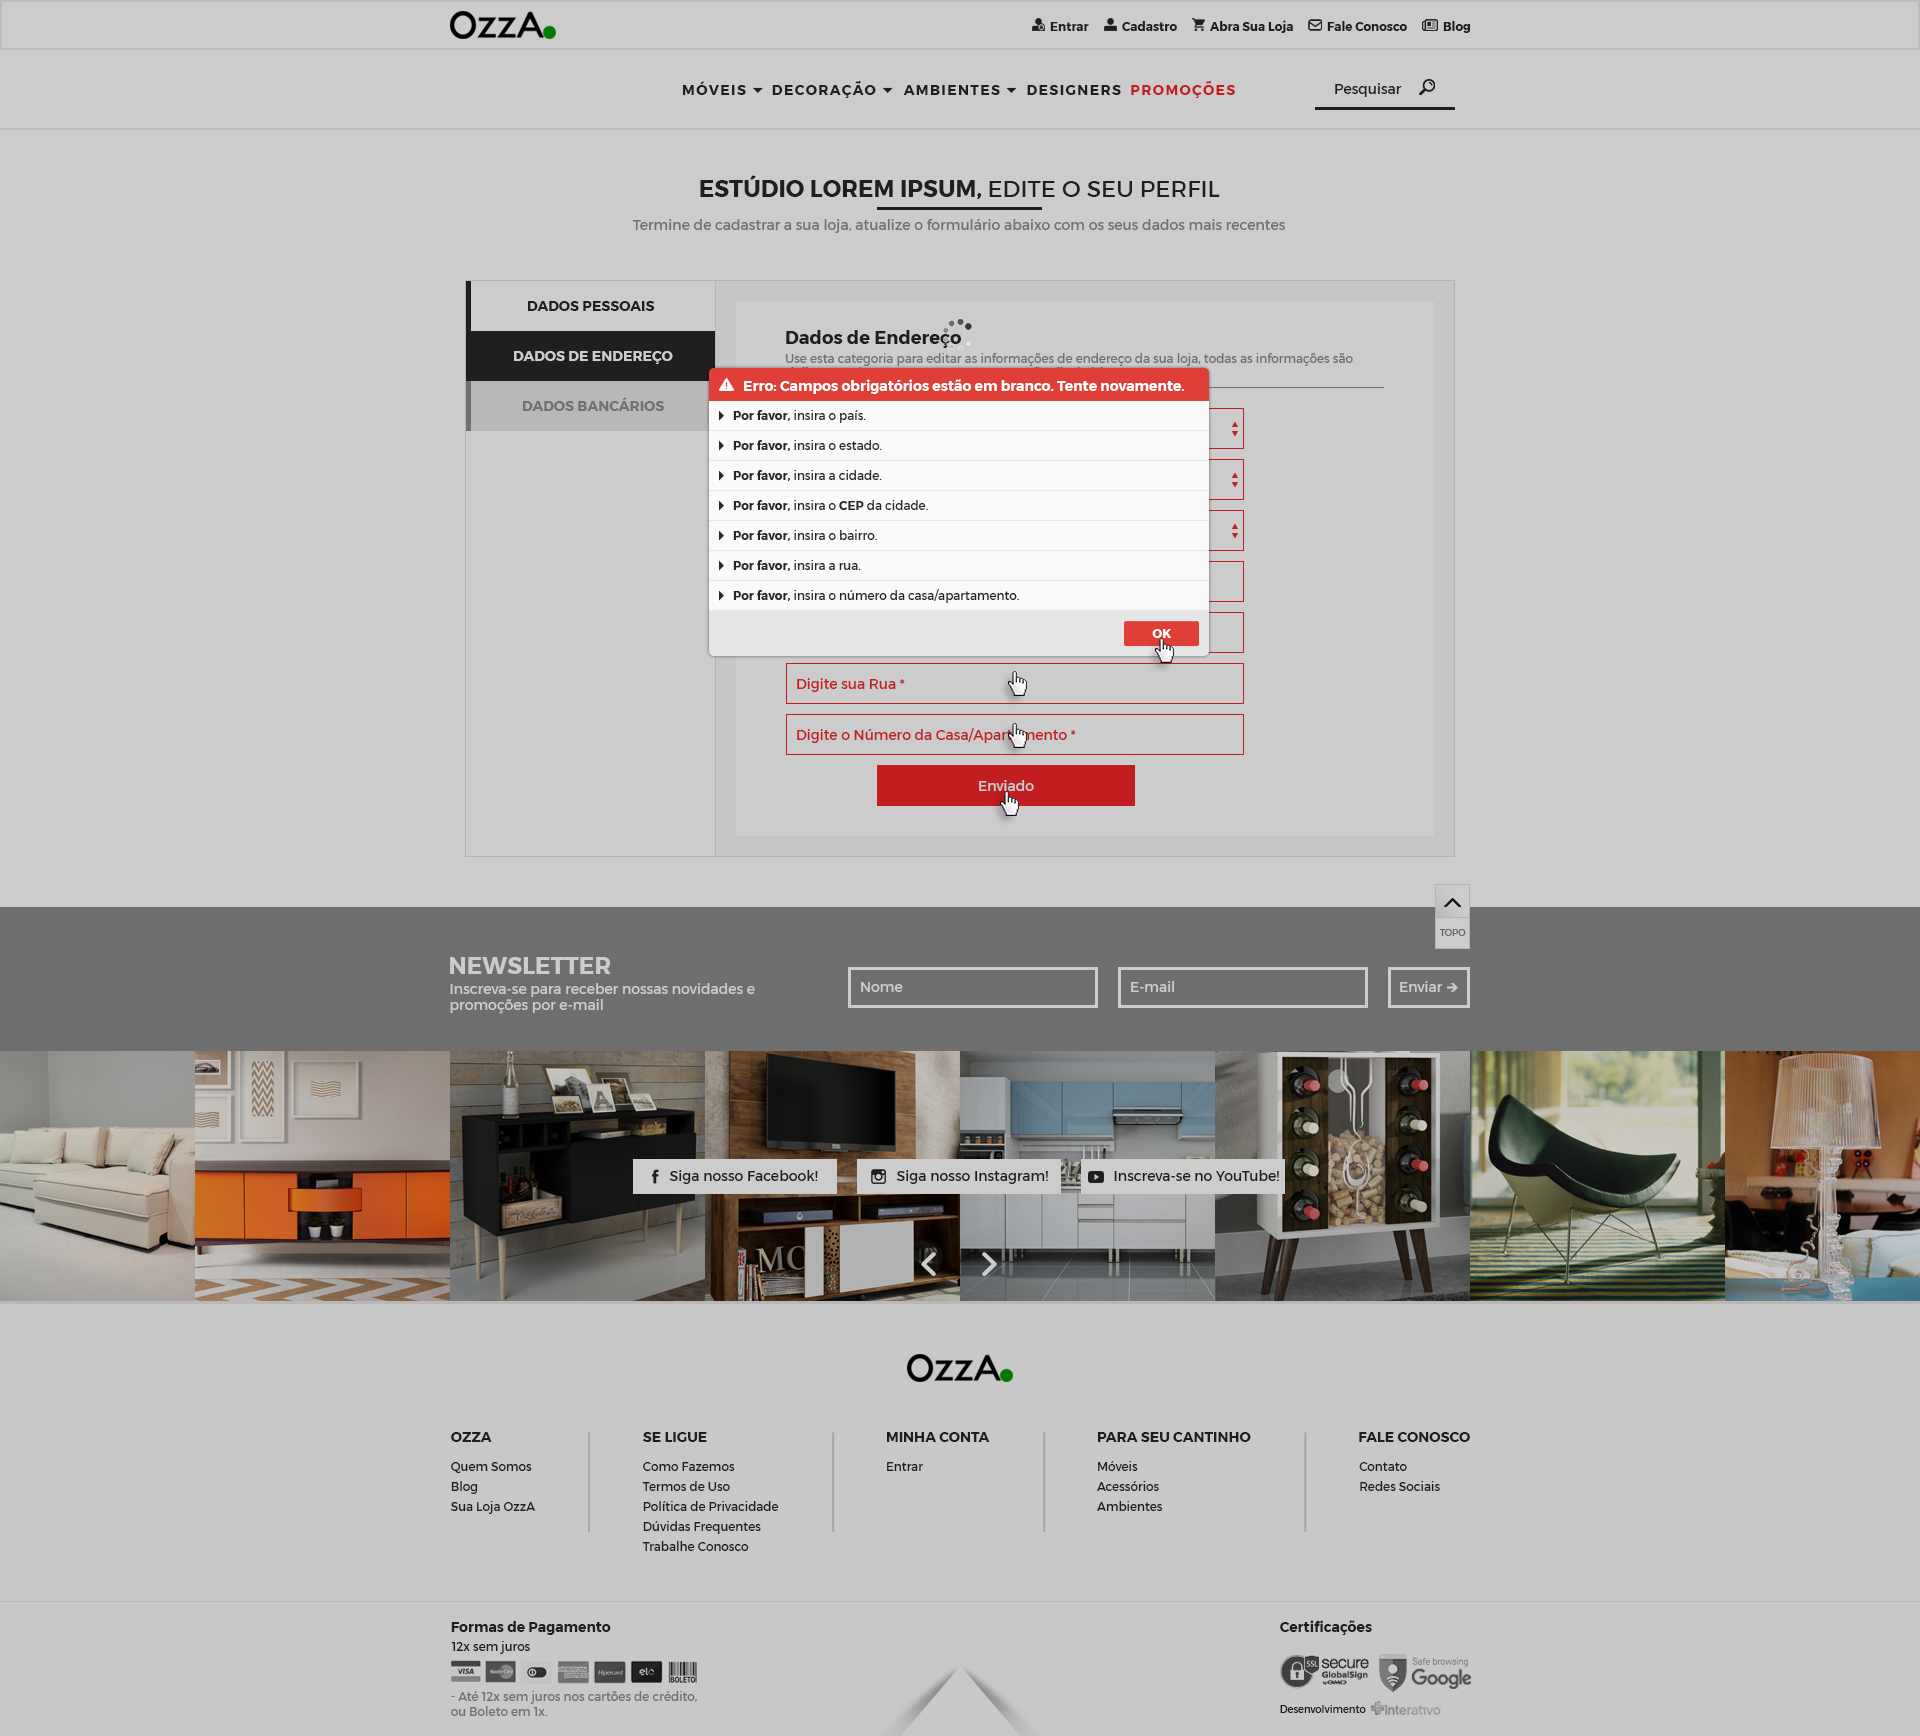 OzzA.
Entrar
Cadastro
Abra Sua Loja
Fale Conosco
Blog
MÓVEIS
DECORAÇÃO
AMBIENTES
DESIGNERS
PROMOÇÕES
Pesquisar
ESTÚDIO LOREM IPSUM, EDITE O SEU PERFIL
Termine de cadastrar a sua loja, atualize o formulário abaixo com os seus dados mais recentes
DADOS PESSOAIS
DADOS DE ENDEREÇO
DADOS BANCÁRIOS
Dados de Endereço
Use esta categoria para editar as informações de endereço da sua loja, todas as informações são
Erro: Campos obrigatórios estão em branco. Tente novamente.
Por favor, insira o país.
Por favor, insira o estado.
Por favor, insira a cidade.
Por favor, insira o CEP da cidade.
Por favor, insira o bairro.
Por favor, insira a rua.
Por favor, insira o número da casa/apartamento.
OK
Digite sua Rua *
Digite o Número da Casa/Apartamento *
Enviado
TOPO
NEWSLETTER
Inscreva-se para receber nossas novidades e
promoções por e-mail
Nome
E-mail
Enviar
Siga nosso Facebook!
Siga nosso Instagram!
Inscreva-se no YouTube!
OzzA.
OZZA
Quem Somos
Blog
Sua Loja OzzA
SE LIGUE
Como Fazemos
Termos de Uso
Política de Privacidade
Dúvidas Frequentes
Trabalhe Conosco
MINHA CONTA
Entrar
PARA SEU CANTINHO
Móveis
Acessórios
Ambientes
FALE CONOSCO
Contato
Redes Sociais
Formas de Pagamento
12x sem juros
VISA
MasterCard
Hipercard
elo
BOLETO
- Até 12x sem juros nos cartões de crédito,
ou Boleto em 1x.
Certificações
SSL
secure
GlobalSign
by GMO
Safe browsing
Google
Desenvolvimento
interativo